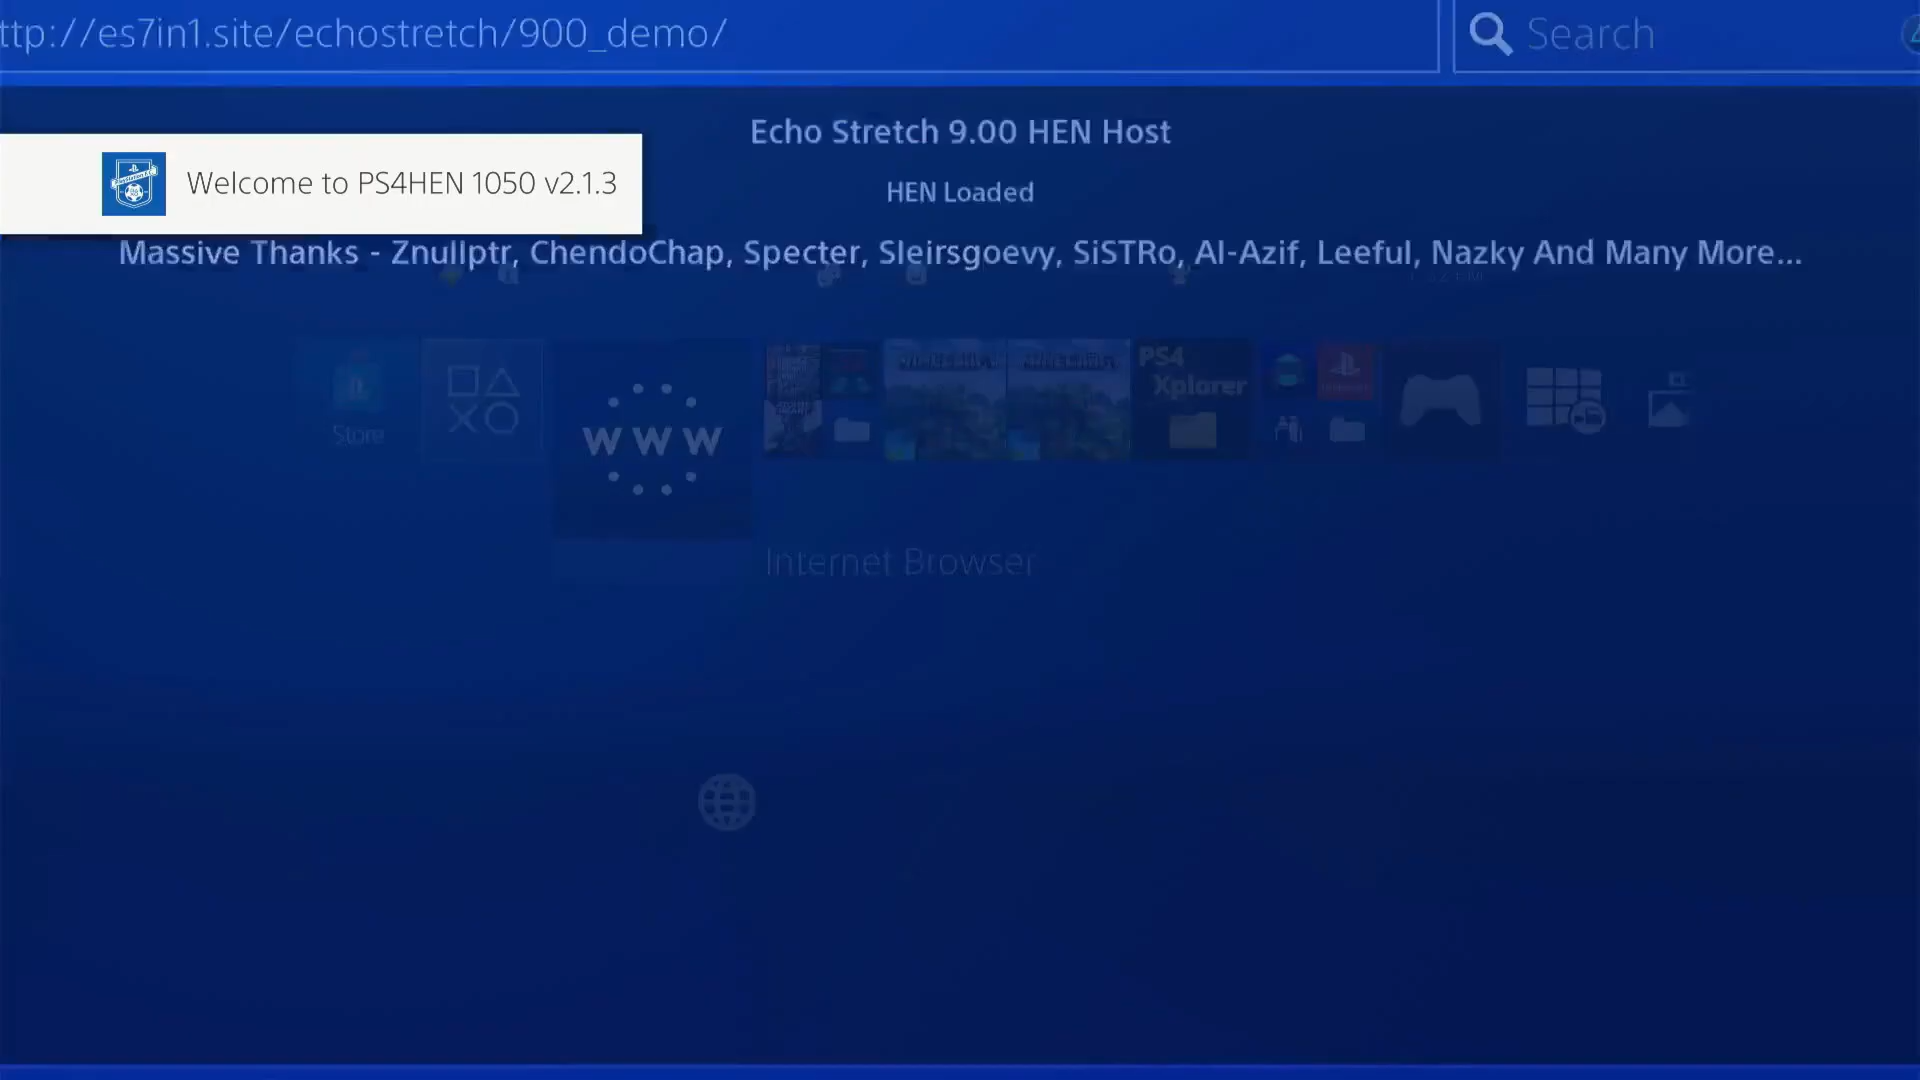 ttp://es7in1.site/echostretch/900_demo/
Search
Echo Stretch 9.00 HEN Host
Welcome to PS4HEN 1050 v2.1.3
HEN Loaded
Massive Thanks - Znullptr, ChendoChap, Specter, Sleirsgoevy, SiSTRo, Al-Azif, Leeful, Nazky And Many More...
Store
WWW
PS4
Xplorer
Internet Browser